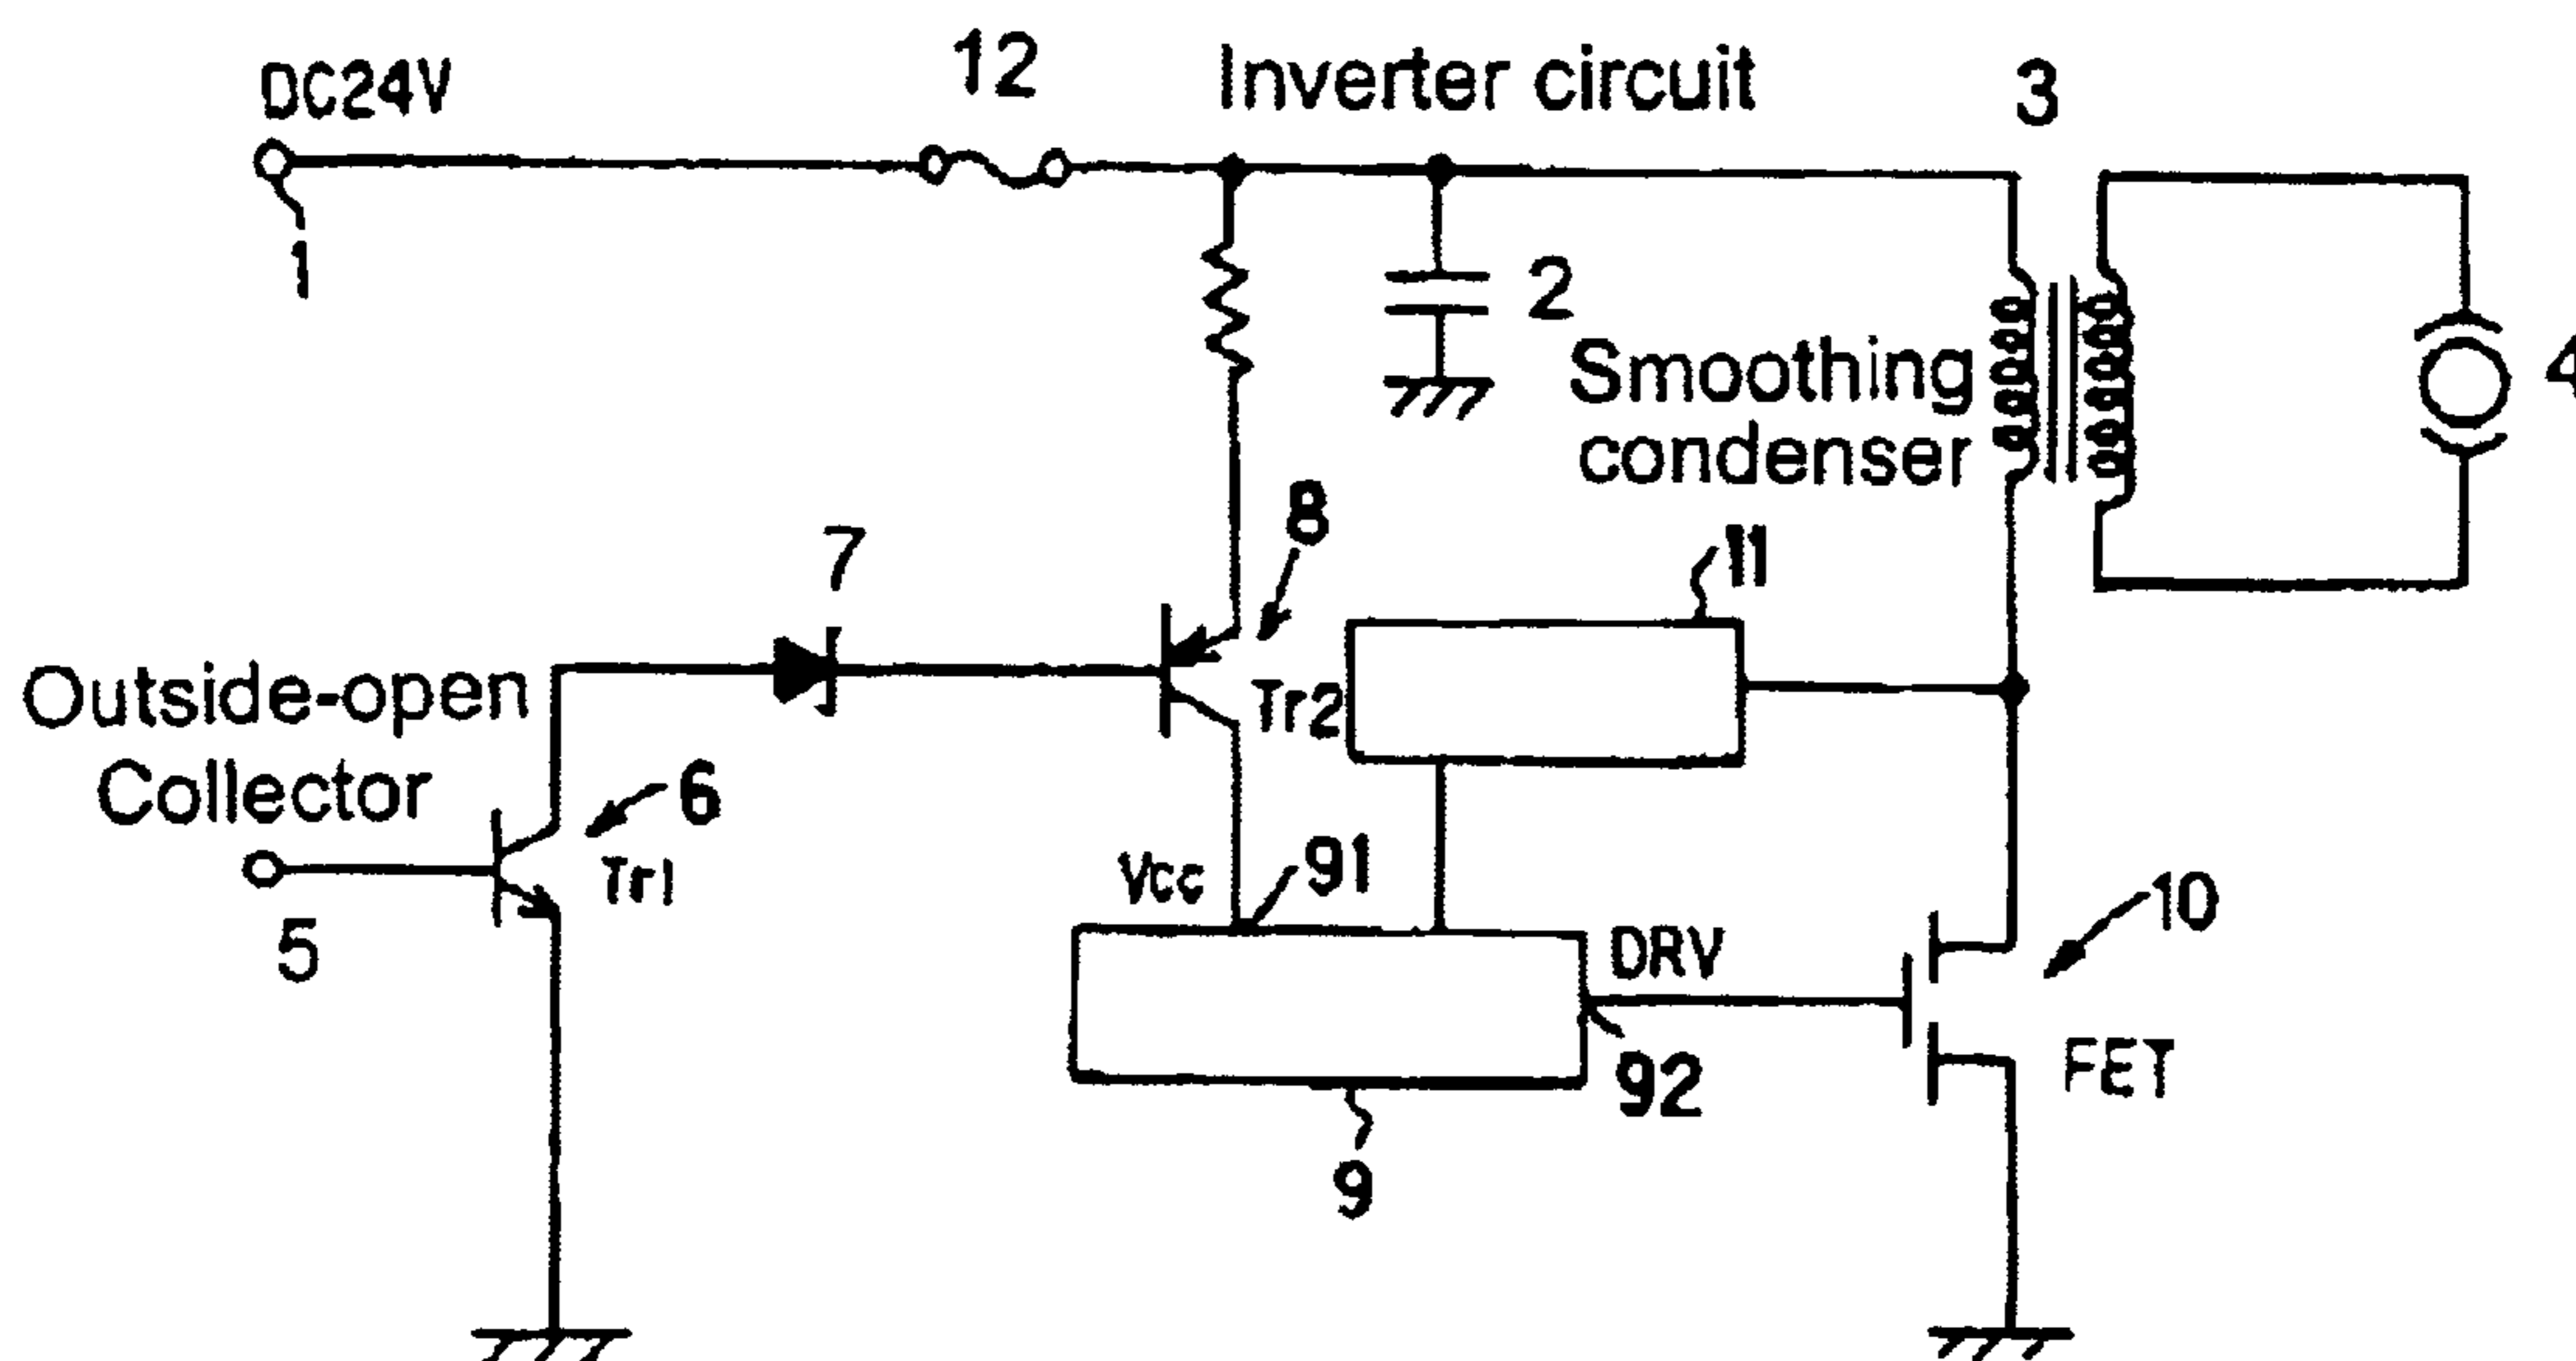 DC24V
12
Inverter circuit
3
1
2
4
Smoothing
condenser
8
7
11
Outside-open
Collector
Tr2
6
Tr1
Vcc
91
10
5
DRV
92
FET
9